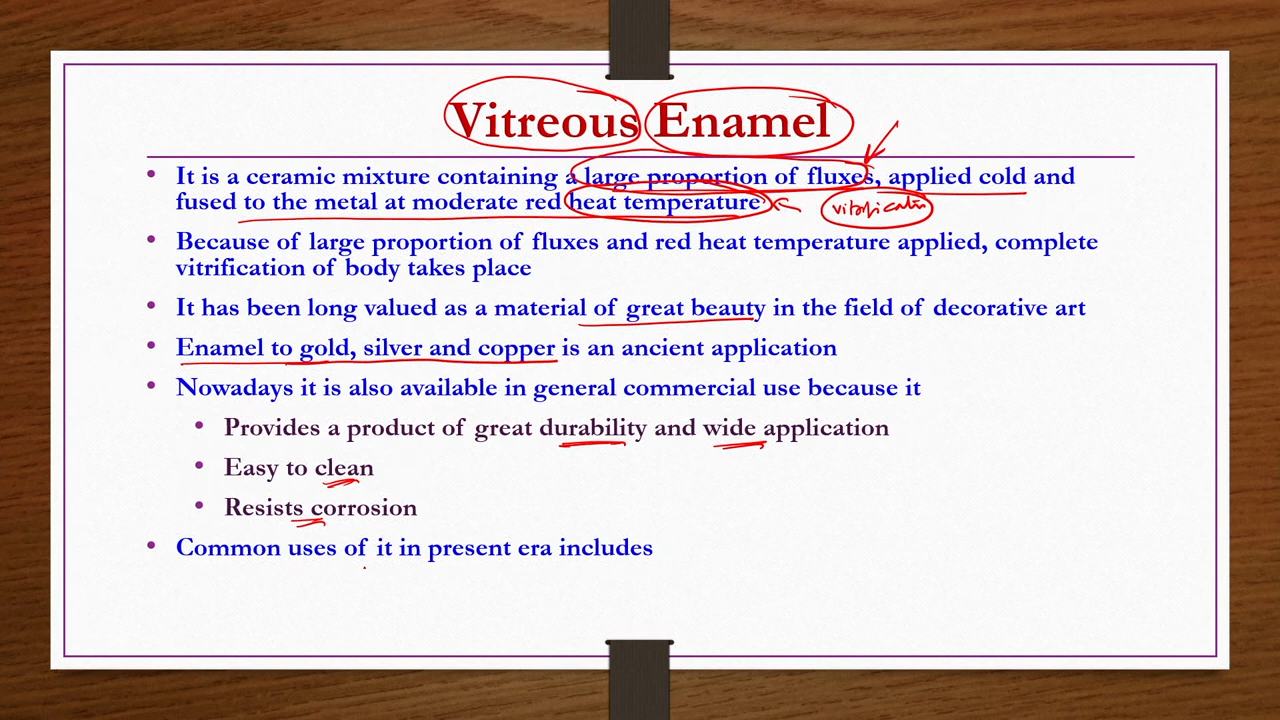 Vitreous Enamel
• It is a ceramic mixture containing a large proportion of fluxes, applied cold and
fused to the metal at moderate red heat temperature
vitrification
• Because of large proportion of fluxes and red heat temperature applied, complete
vitrification of body takes place
• It has been long valued as a material of great beauty in the field of decorative art
• Enamel to gold, silver and copper is an ancient application
• Nowadays it is also available in general commercial use because it
• Provides a product of great durability and wide application
• Easy to clean
• Resists corrosion
• Common uses of it in present era includes